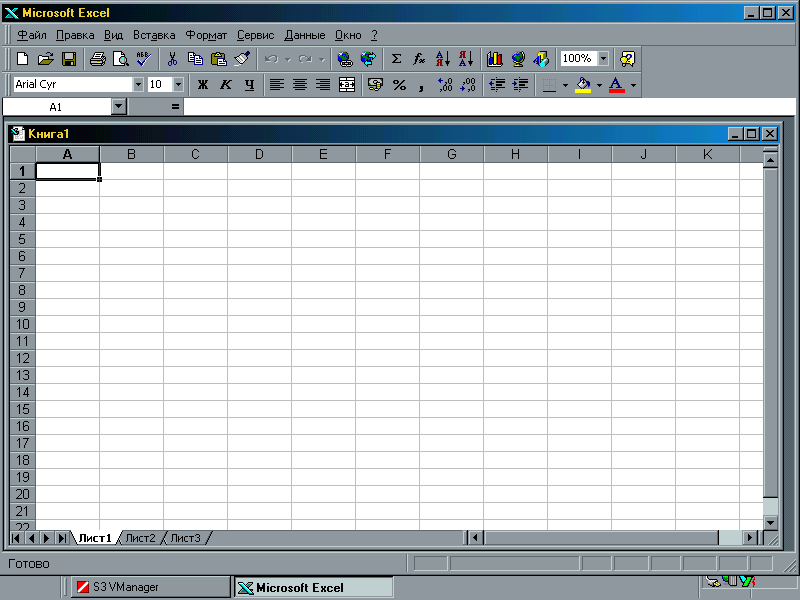 Microsoft Excel
Файл Правка Вид Вставка Формат Сервис Данные Окно ?
100%
Arial Cyr 10 Ж К Ч
A1 =
Книга1
A B C D E F G H I J K
1
2
3
4
5
6
7
8
9
10
11
12
13
14
15
16
17
18
19
20
21
22
Лист1 Лист2 Лист3
Готово
S3 VManager Microsoft Excel